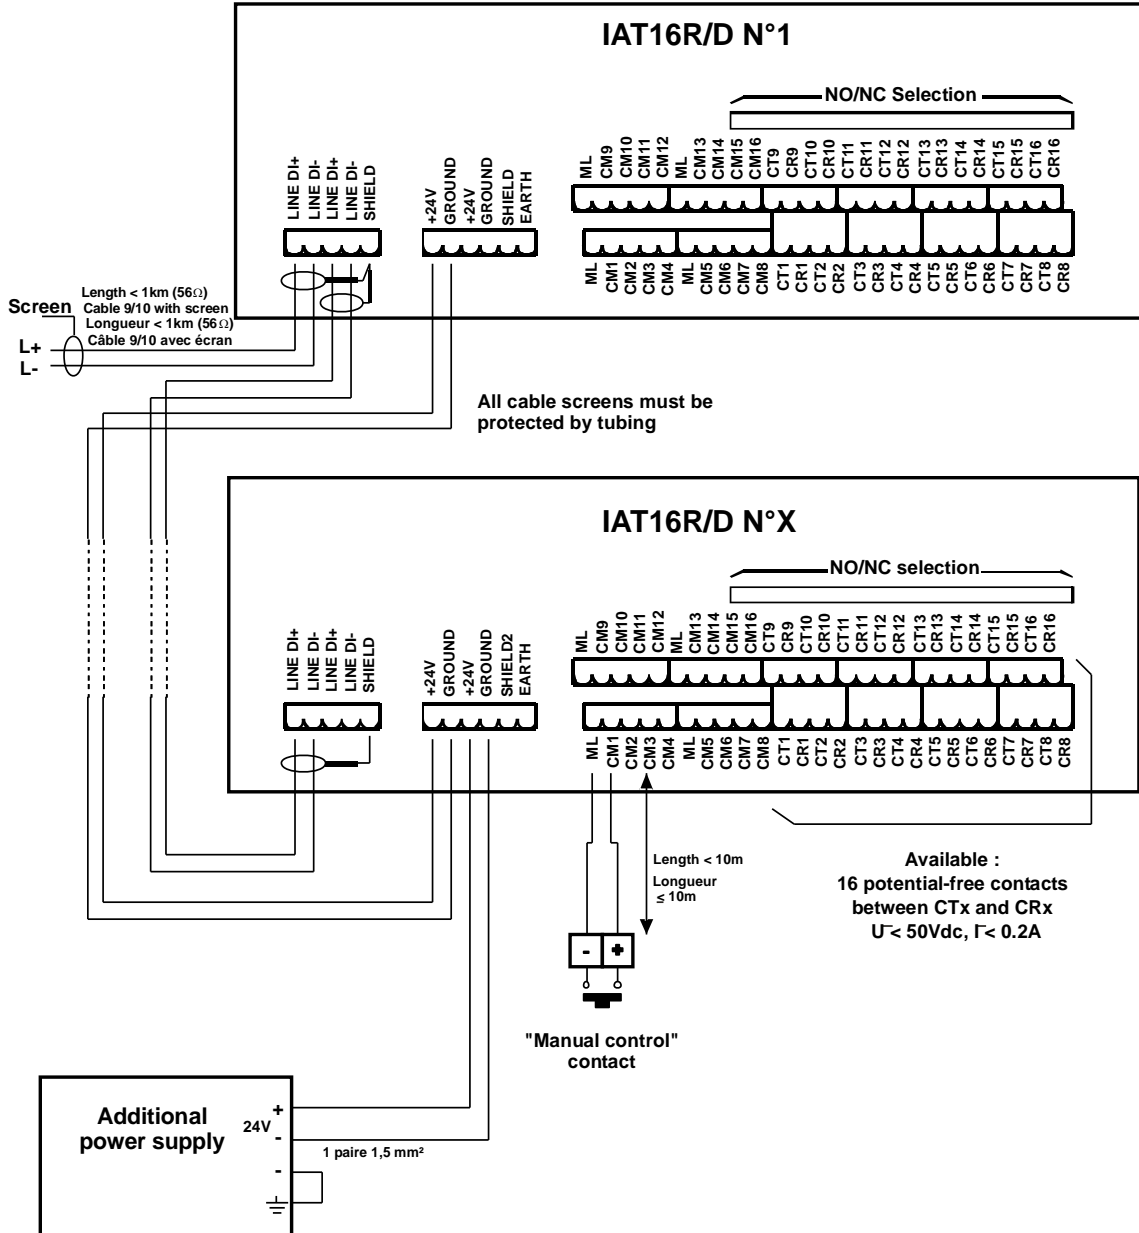 IAT16R/D N°1
NO/NC Selection
LINE DI+
LINE DI-
LINE DI+
LINE DI-
SHIELD
+24V
GROUND
+24V
GROUND
SHIELD
EARTH
ML
CM9
CM10
CM11
CM12
ML
CM13
CM14
CM15
CM16
CT9
CR9
CT10
CR10
CT11
CR11
CT12
CR12
CT13
CR13
CT14
CR14
CT15
CR15
CT16
CR16
ML
CM1
CM2
CM3
CM4
ML
CM5
CM6
CM7
CM8
CT1
CR1
CT2
CR2
CT3
CR3
CT4
CR4
CT5
CR5
CT6
CR6
CT7
CR7
CT8
CR8
Length < 1km (56Ω)
Cable 9/10 with screen
Longueur < 1km (56Ω)
Câble 9/10 avec écran
Screen
L+
L-
All cable screens must be
protected by tubing
IAT16R/D N°X
NO/NC selection
LINE DI+
LINE DI-
LINE DI+
LINE DI-
SHIELD
+24V
GROUND
+24V
GROUND
SHIELD2
EARTH
ML
CM9
CM10
CM11
CM12
ML
CM13
CM14
CM15
CM16
CT9
CR9
CT10
CR10
CT11
CR11
CT12
CR12
CT13
CR13
CT14
CR14
CT15
CR15
CT16
CR16
ML
CM1
CM2
CM3
CM4
ML
CM5
CM6
CM7
CM8
CT1
CR1
CT2
CR2
CT3
CR3
CT4
CR4
CT5
CR5
CT6
CR6
CT7
CR7
CT8
CR8
Length < 10m
Longueur
≤ 10m
- +
"Manual control"
contact
Available :
16 potential-free contacts
between CTx and CRx
U < 50Vdc, I < 0.2A
Additional
power supply
24V
+
-
-
1 paire 1,5 mm²